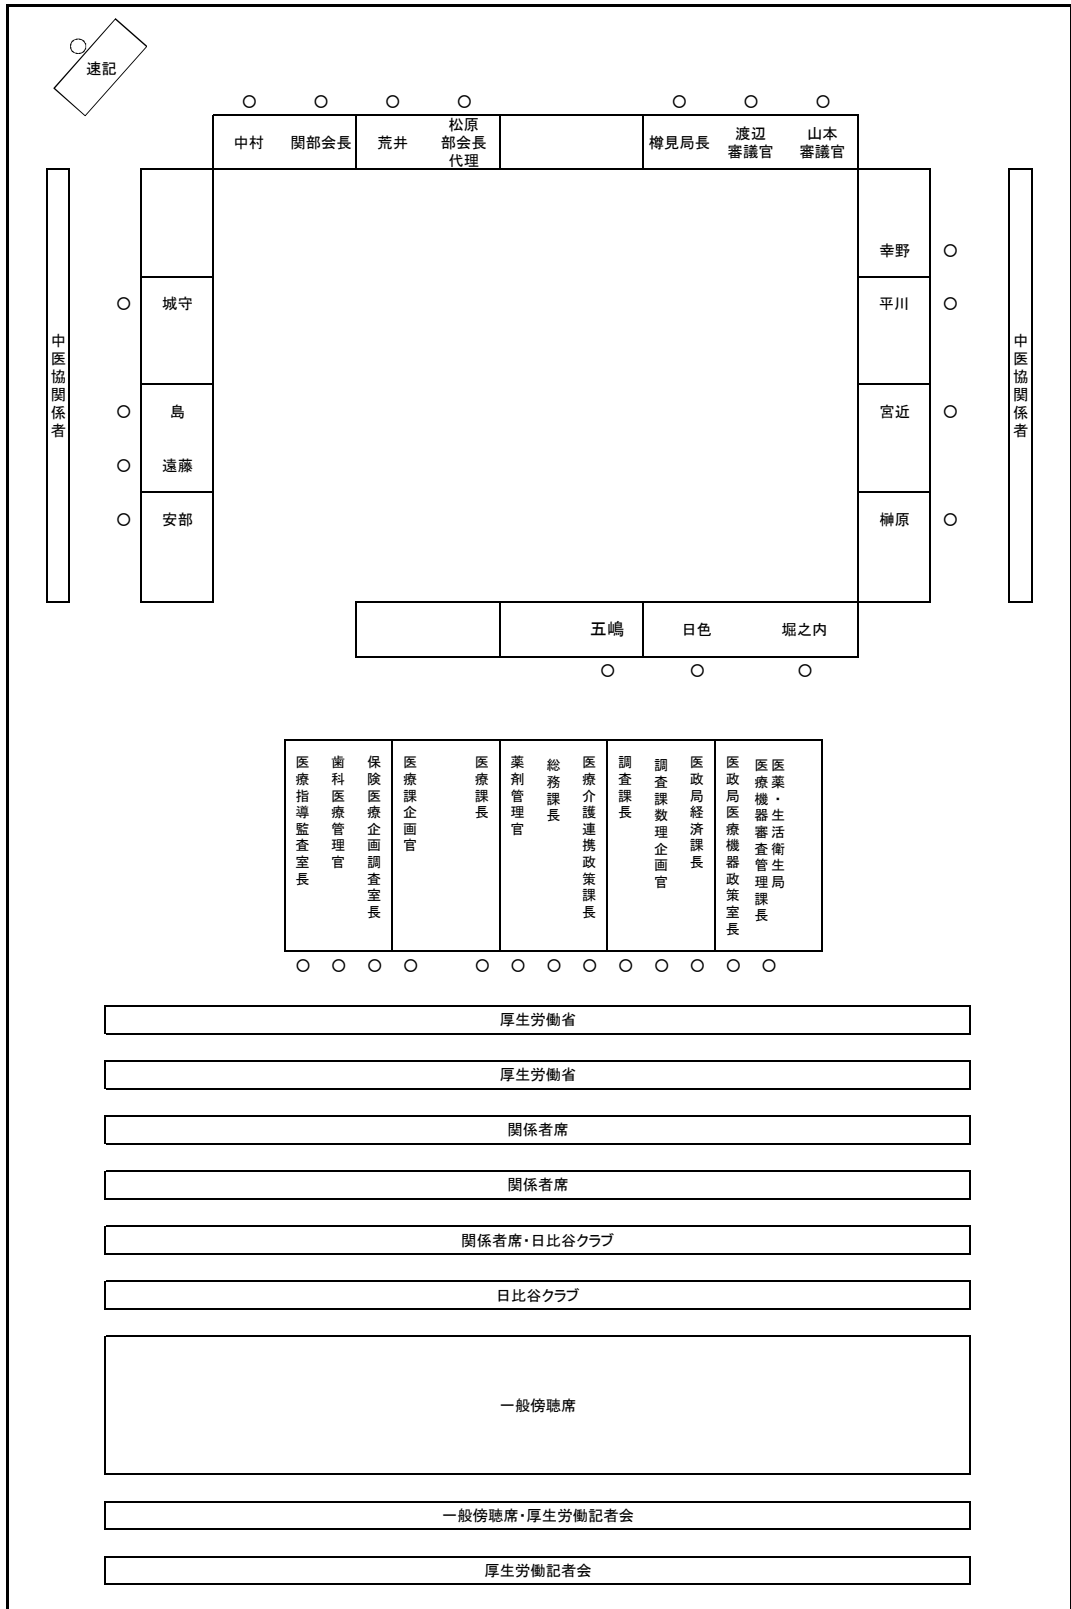 速記
中村
関部会長
荒井
松原
部会長
代理
樽見局長
渡辺
審議官
山本
審議官
中医協関係者
城守
島
遠藤
安部
幸野
平川
宮近
榊原
中医協関係者
五嶋
日色
堀之内
医療指導監査室長
歯科医療管理官
保険医療企画調査室長
医療課企画官
医療課長
薬剤管理官
総務課長
医療介護連携政策課長
調査課長
調査課数理企画官
医政局経済課長
医政局医療機器政策室長
医薬・生活衛生局
医療機器審査管理課長
厚生労働省
厚生労働省
関係者席
関係者席
関係者席・日比谷クラブ
日比谷クラブ
一般傍聴席
一般傍聴席・厚生労働記者会
厚生労働記者会